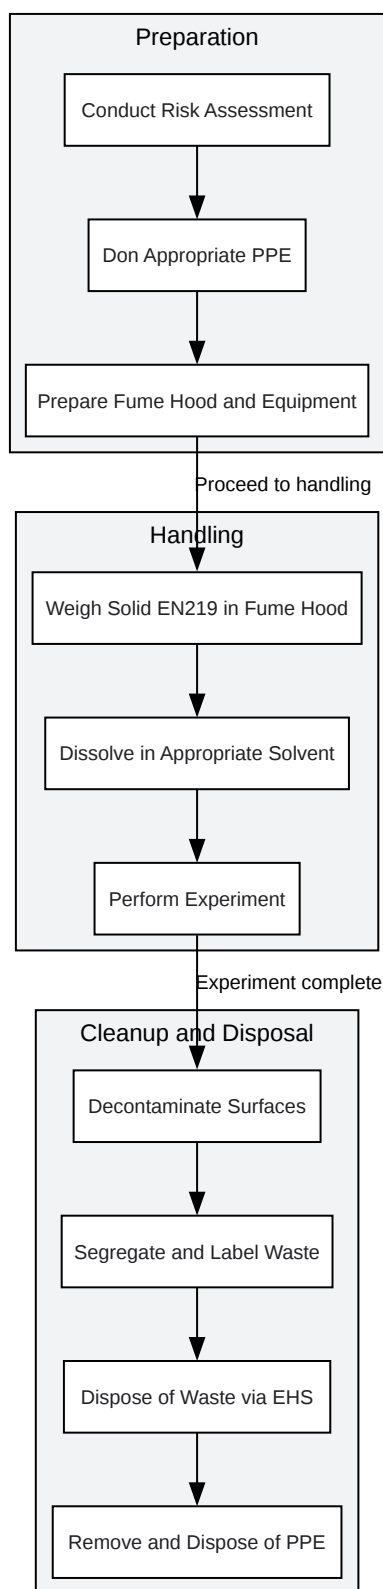 Preparation
Conduct Risk Assessment
Don Appropriate PPE
Prepare Fume Hood and Equipment
Proceed to handling
Handling
Weigh Solid EN219 in Fume Hood
Dissolve in Appropriate Solvent
Perform Experiment
Experiment complete
Cleanup and Disposal
Decontaminate Surfaces
Segregate and Label Waste
Dispose of Waste via EHS
Remove and Dispose of PPE